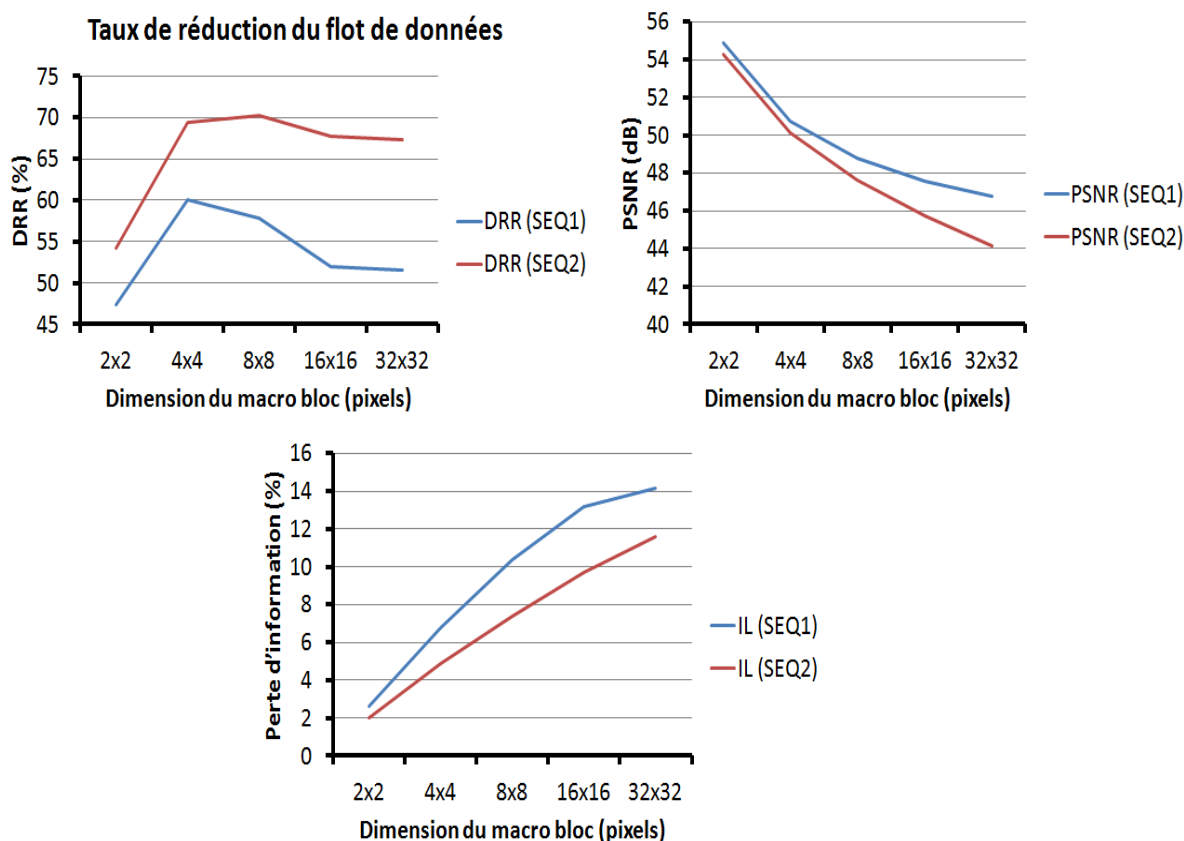 Taux de réduction du flot de données
75
70
65
60
55
50
45
DRR (%)
2x2 4x4 8x8 16x16 32x32
Dimension du macro bloc (pixels)
DRR (SEQ1)
DRR (SEQ2)
56
54
52
50
48
46
44
42
40
PSNR (dB)
2x2 4x4 8x8 16x16 32x32
Dimension du macro bloc (pixels)
PSNR (SEQ1)
PSNR (SEQ2)
16
14
12
10
8
6
4
2
0
Perte d'information (%)
2x2 4x4 8x8 16x16 32x32
Dimension du macro bloc (pixels)
IL (SEQ1)
IL (SEQ2)